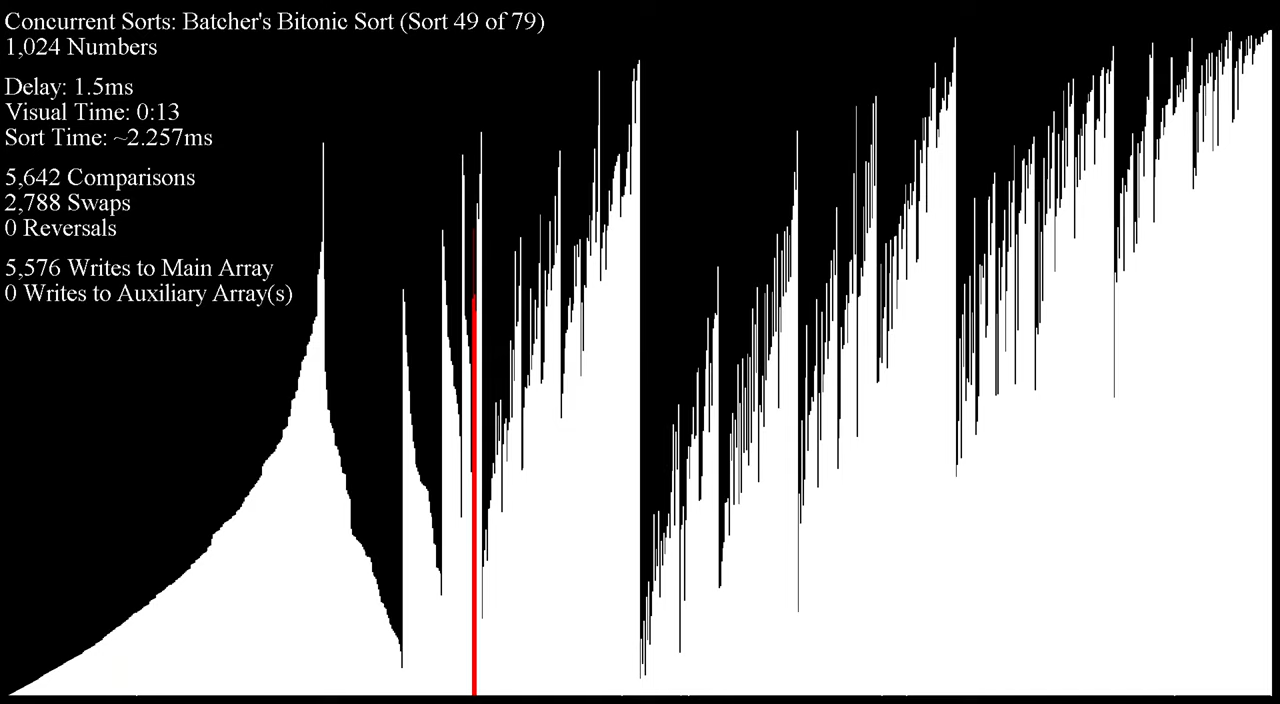 Concurrent Sorts: Batcher's Bitonic Sort (Sort 49 of 79)
1,024 Numbers
Delay: 1.5ms
Visual Time: 0:13
Sort Time: ~2.257ms
5,642 Comparisons
2,788 Swaps
0 Reversals
5,576 Writes to Main Array
0 Writes to Auxiliary Array(s)